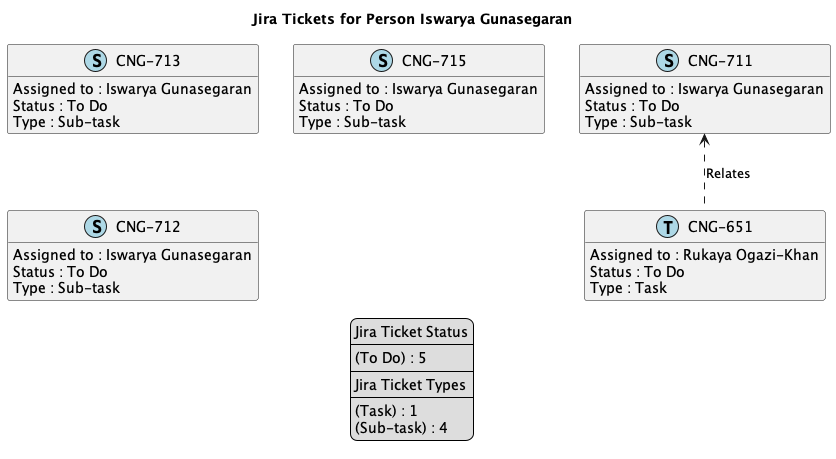 Jira Tickets for Person Iswarya Gunasegaran
S CNG-713
Assigned to : Iswarya Gunasegaran
Status : To Do
Type : Sub-task
S CNG-715
Assigned to : Iswarya Gunasegaran
Status : To Do
Type : Sub-task
S CNG-711
Assigned to : Iswarya Gunasegaran
Status : To Do
Type : Sub-task
Relates
S CNG-712
Assigned to : Iswarya Gunasegaran
Status : To Do
Type : Sub-task
T CNG-651
Assigned to : Rukaya Ogazi-Khan
Status : To Do
Type : Task
Jira Ticket Status
(To Do) : 5
Jira Ticket Types
(Task) : 1
(Sub-task) : 4